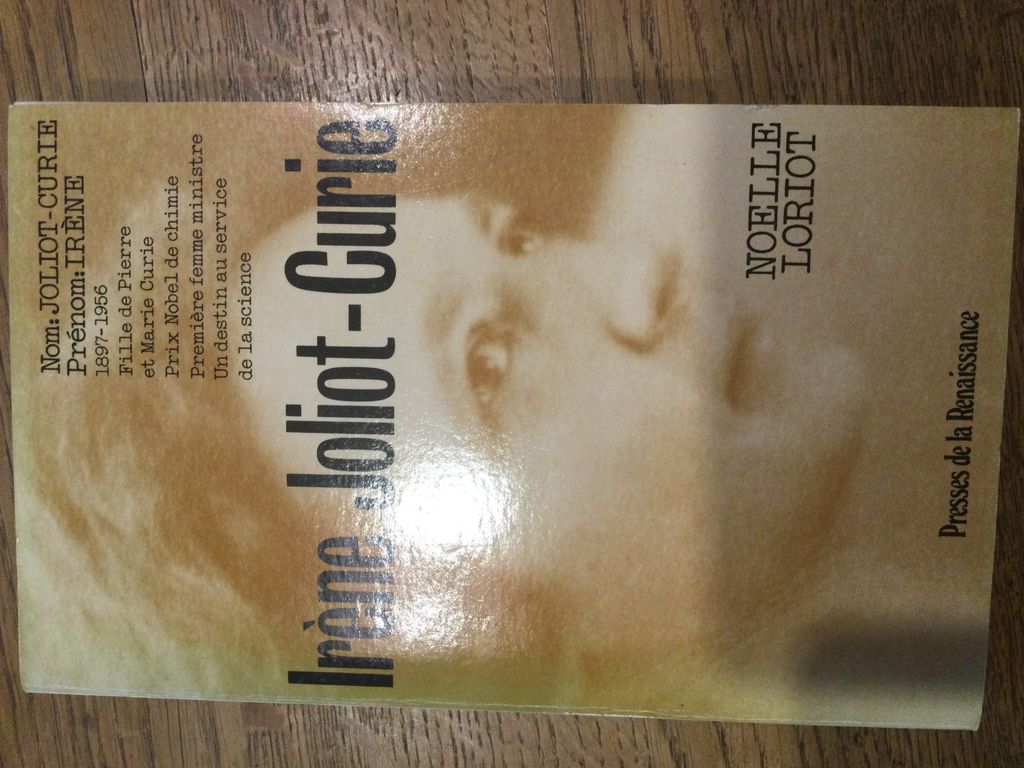 Nom: JOLIOT-CURIE
Prénom: IRÈNE
1897-1956
Fille de Pierre
et Marie Curie
Prix Nobel de chimie
Première femme ministre
Un destin au service
de la science
Irène Joliot-Curie
NOELLE
LORIOT
Presses de la Renaissance